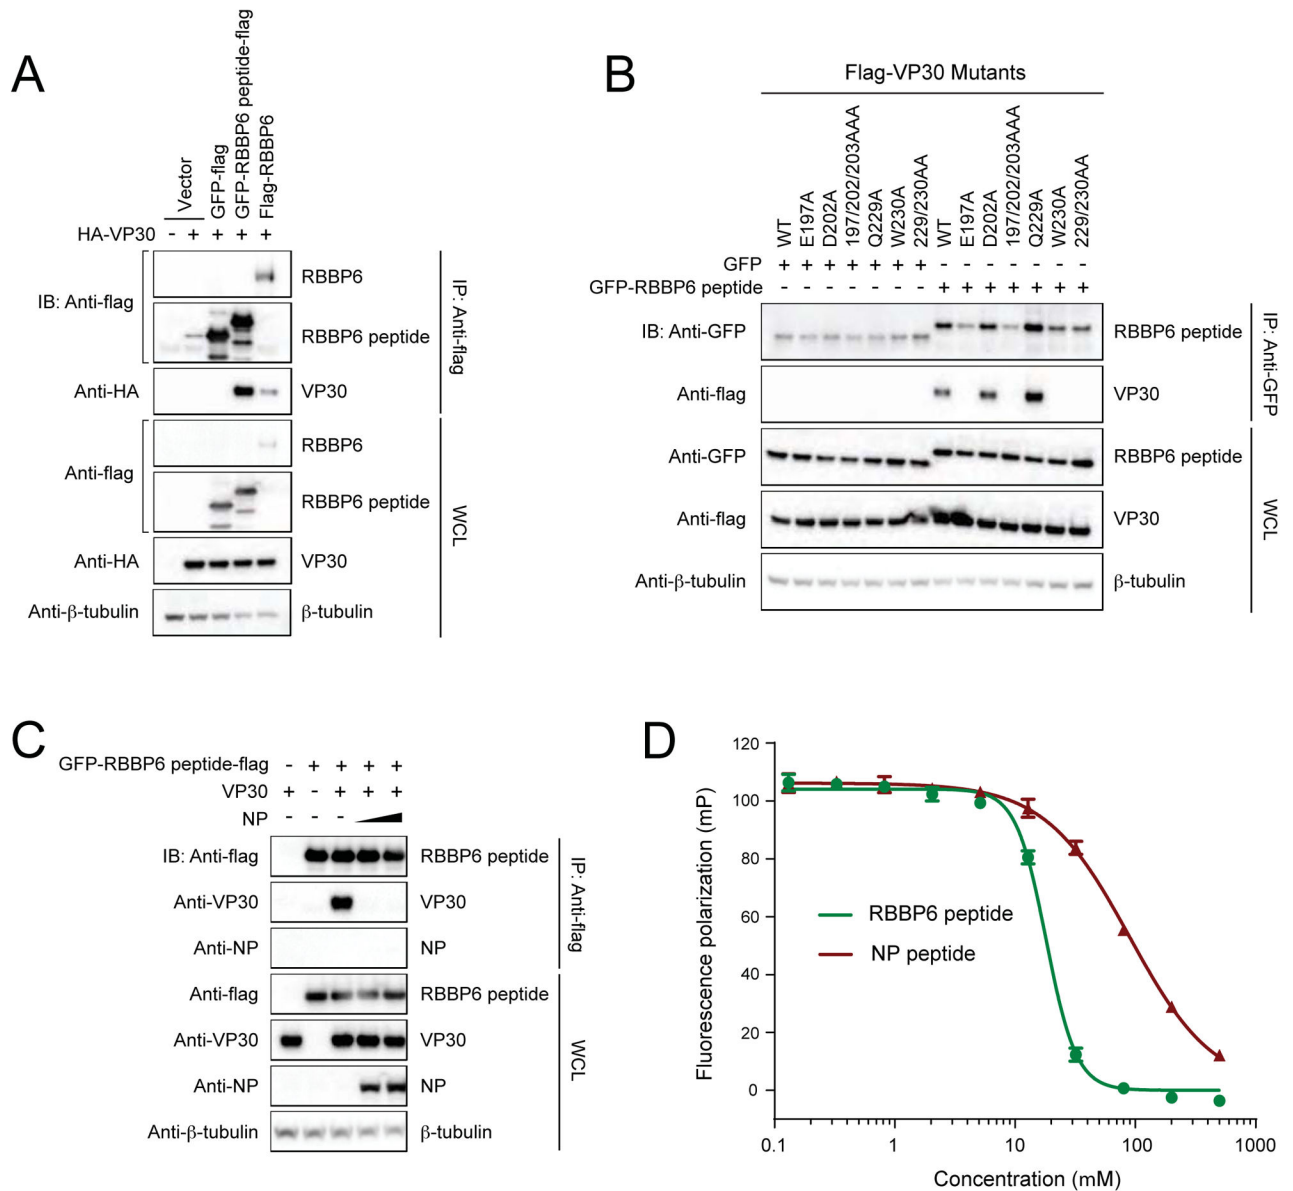 A
Vector
GFP-flag
GFP-RBBP6 peptide-flag
Flag-RBBP6
HA-VP30 - + + + +
IB: Anti-flag
RBBP6
RBBP6 peptide
Anti-HA
VP30
IP: Anti-flag
Anti-flag
RBBP6
RBBP6 peptide
Anti-HA
VP30
Anti-β-tubulin
β-tubulin
WCL
B
Flag-VP30 Mutants
WT
E197A
D202A
197/202/203AAA
Q229A
W230A
229/230AA
WT
E197A
D202A
197/202/203AAA
Q229A
W230A
229/230AA
GFP + + + + + + + - - - - - - -
GFP-RBBP6 peptide - - - - - - - + + + + + + +
IB: Anti-GFP
RBBP6 peptide
Anti-flag
VP30
IP: Anti-GFP
Anti-GFP
RBBP6 peptide
Anti-flag
VP30
Anti-β-tubulin
β-tubulin
WCL
C
GFP-RBBP6 peptide-flag - + + + +
VP30 + - + + +
NP - - -
IB: Anti-flag
RBBP6 peptide
Anti-VP30
VP30
Anti-NP
NP
IP: Anti-flag
Anti-flag
RBBP6 peptide
Anti-VP30
VP30
Anti-NP
NP
Anti-β-tubulin
β-tubulin
WCL
D
Fluorescence polarization (mP)
120
100
80
60
40
20
0
RBBP6 peptide
NP peptide
0.1 1 10 100 1000
Concentration (mM)